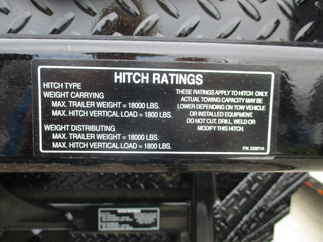 HITCH RATINGS
HITCH TYPE
WEIGHT CARRYING
MAX. TRAILER WEIGHT = 18000 LBS.
MAX. HITCH VERTICAL LOAD = 1800 LBS.
WEIGHT DISTRIBUTING
MAX. TRAILER WEIGHT = 18000 LBS.
MAX. HITCH VERTICAL LOAD = 1800 LBS.
THESE RATINGS APPLY TO HITCH ONLY.
ACTUAL TOWING CAPACITY MAY BE
LOWER DEPENDING ON TOW VEHICLE
OR INSTALLED EQUIPMENT.
DO NOT CUT, DRILL, WELD OR
MODIFY THIS HITCH.